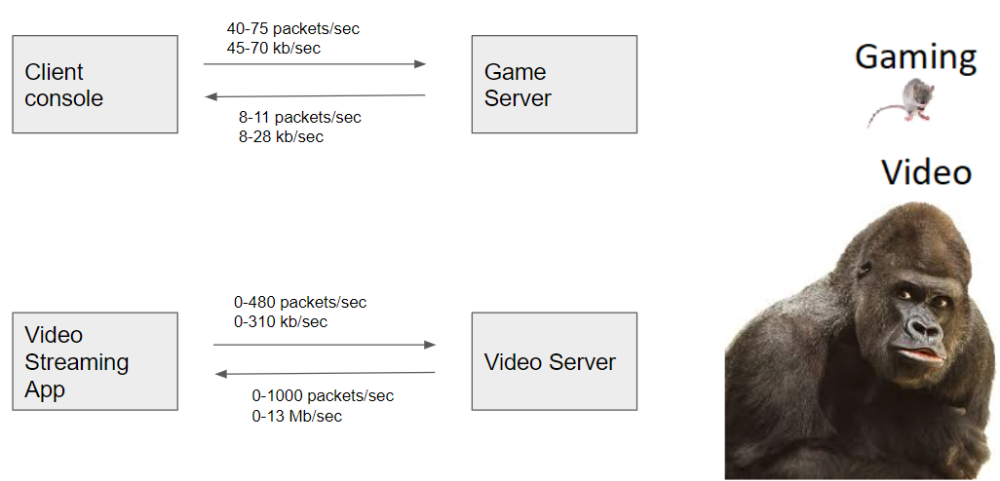 40-75 packets/sec
45-70 kb/sec
Client
console
Game
Server
8-11 packets/sec
8-28 kb/sec
Gaming
Video
0-480 packets/sec
0-310 kb/sec
Video
Streaming
App
Video Server
0-1000 packets/sec
0-13 Mb/sec